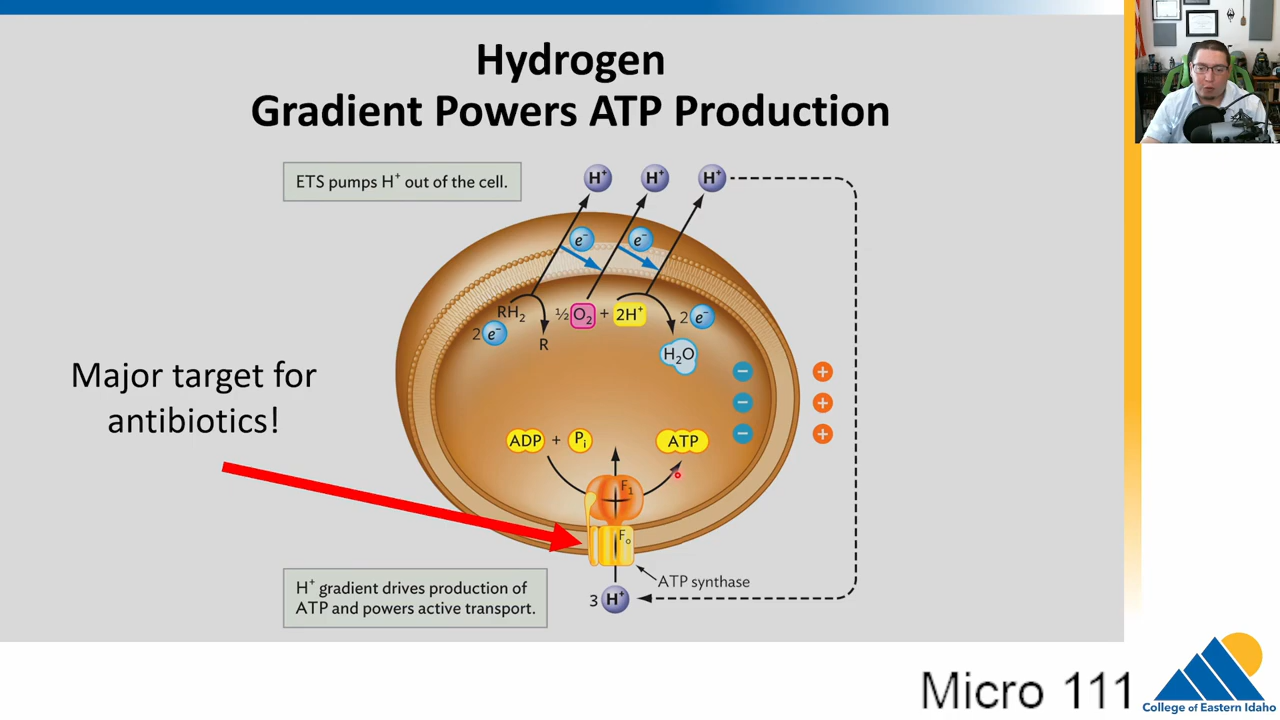 Hydrogen
Gradient Powers ATP Production
ETS pumps H⁺ out of the cell.
H⁺ H⁺ H⁺
e⁻ e⁻
RH₂ ½ O₂ + 2H⁺ 2 e⁻
2 e⁻ R H₂O
Major target for
antibiotics!
− +
− +
− +
ADP + Pᵢ ATP
F₁
F₀
ATP synthase
H⁺ gradient drives production of
ATP and powers active transport.
3 H⁺
Micro 111
College of Eastern Idaho